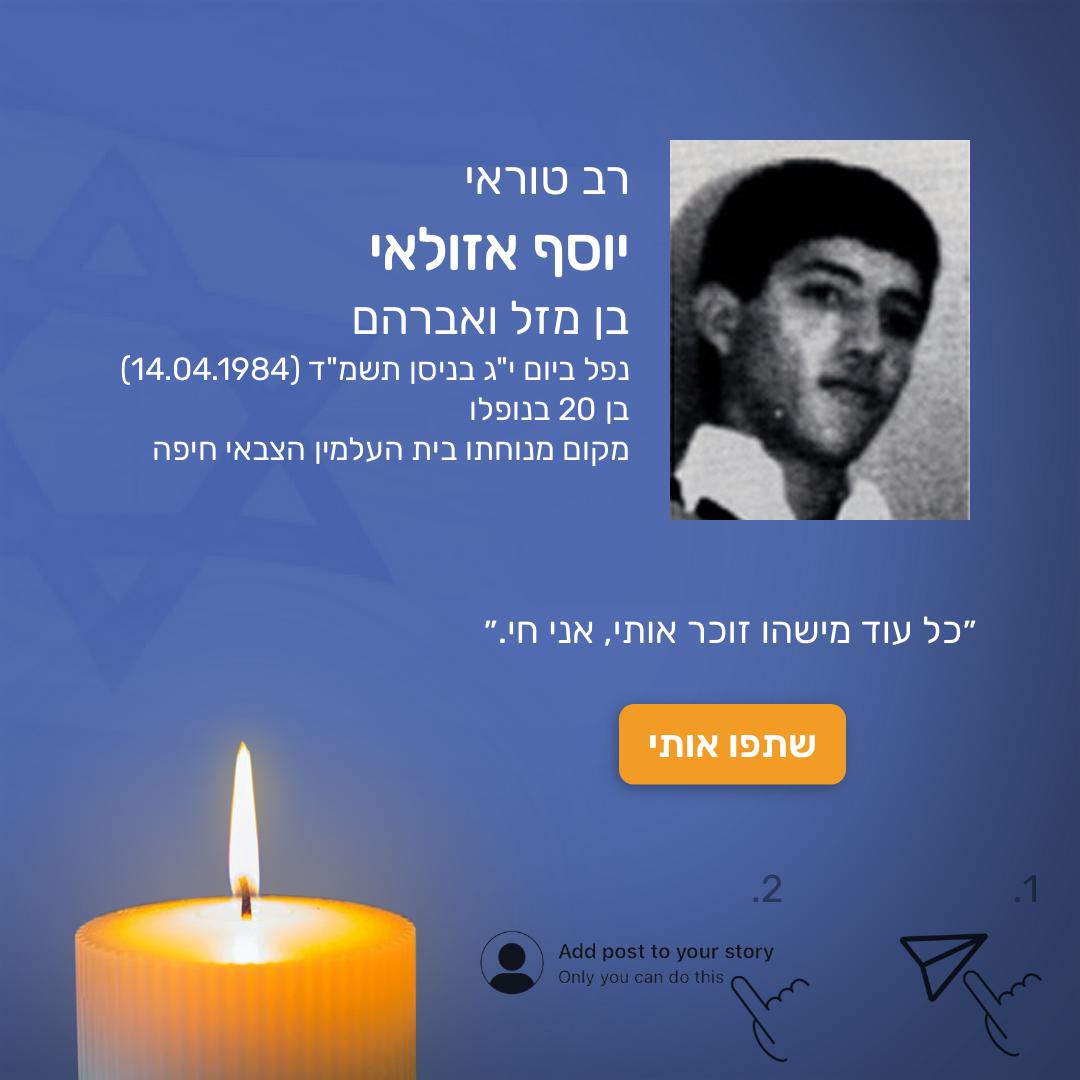 רב טוראי
יוסף אזולאי
בן מזל ואברהם
נפל ביום י"ג בניסן תשמ"ד (14.04.1984)
בן 20 בנופלו
מקום מנוחתו בית העלמין הצבאי חיפה
״כל עוד מישהו זוכר אותי, אני חי.״
שתפו אותי
1.
2.
Add post to your story
Only you can do this